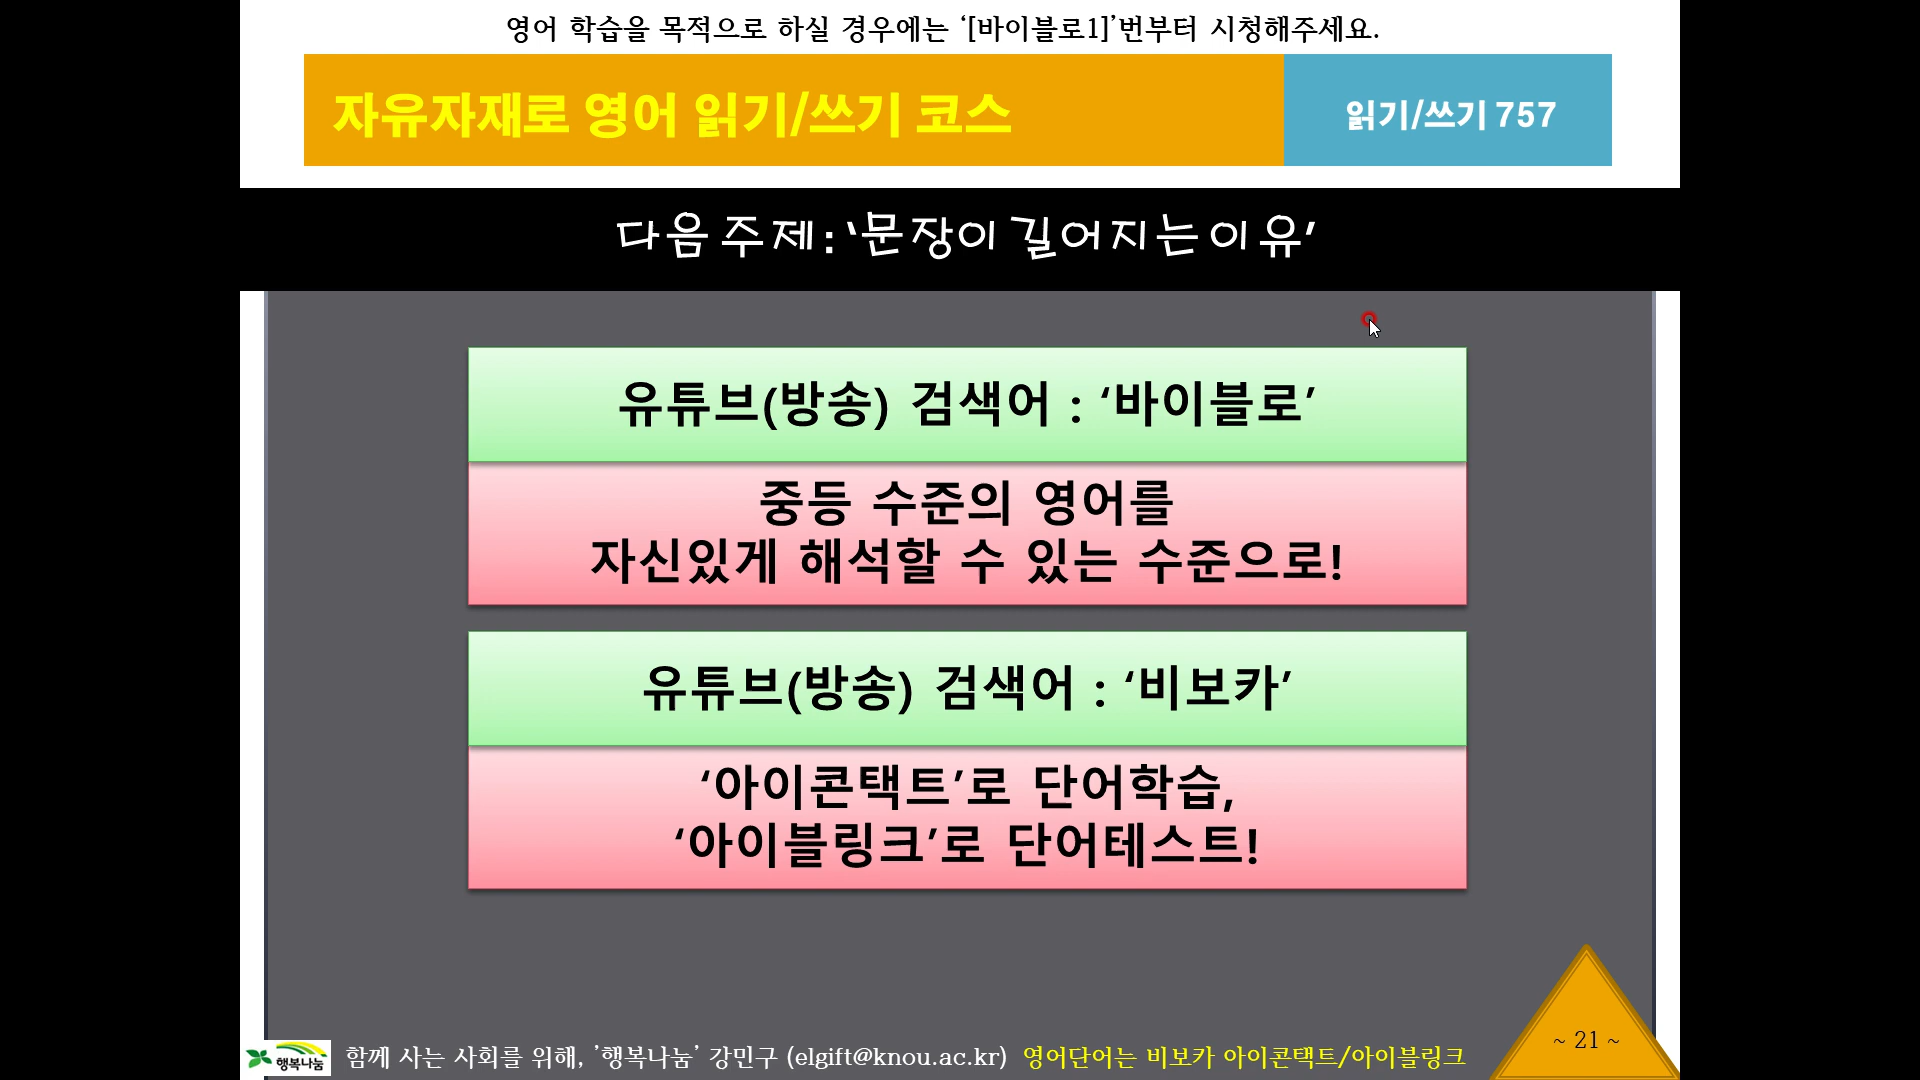 영어 학습을 목적으로 하실 경우에는 ‘[바이블로1]’번부터 시청해주세요.
자유자재로 영어 읽기/쓰기 코스
읽기/쓰기 757
다음 주제 : ‘문장이 길어지는 이유’
유튜브(방송) 검색어 : ‘바이블로’
중등 수준의 영어를
자신있게 해석할 수 있는 수준으로!
유튜브(방송) 검색어 : ‘비보카’
‘아이콘택트’로 단어학습,
‘아이블링크’로 단어테스트!
~ 21 ~
행복나눔
함께 사는 사회를 위해, ’행복나눔’ 강민구 (elgift@knou.ac.kr) 영어단어는 비보카 아이콘택트/아이블링크